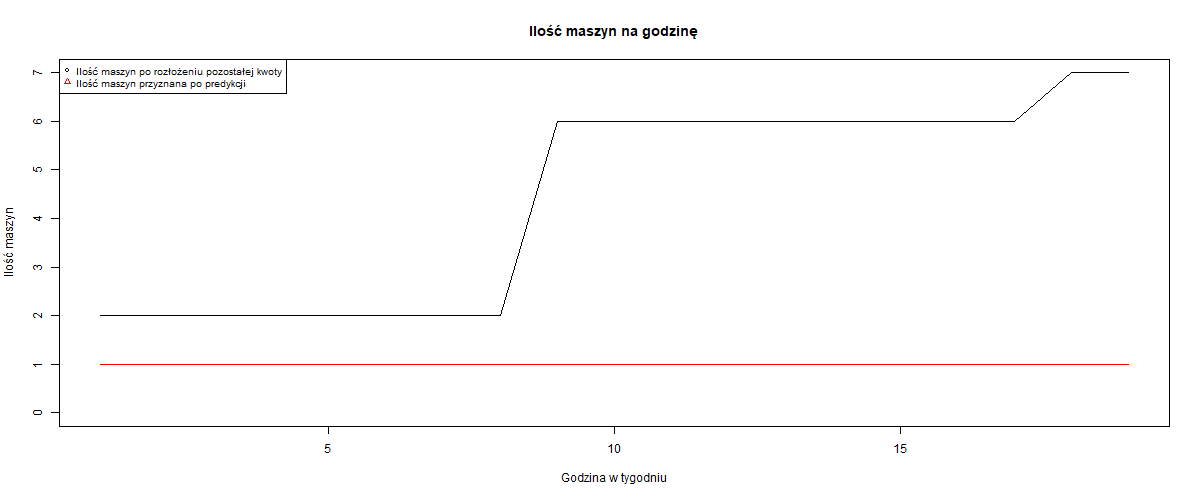 Ilość maszyn na godzinę
Ilość maszyn po rozłożeniu pozostałej kwoty
Ilość maszyn przyznana po predykcji
Ilość maszyn
7
6
5
4
3
2
1
0
5 10 15
Godzina w tygodniu